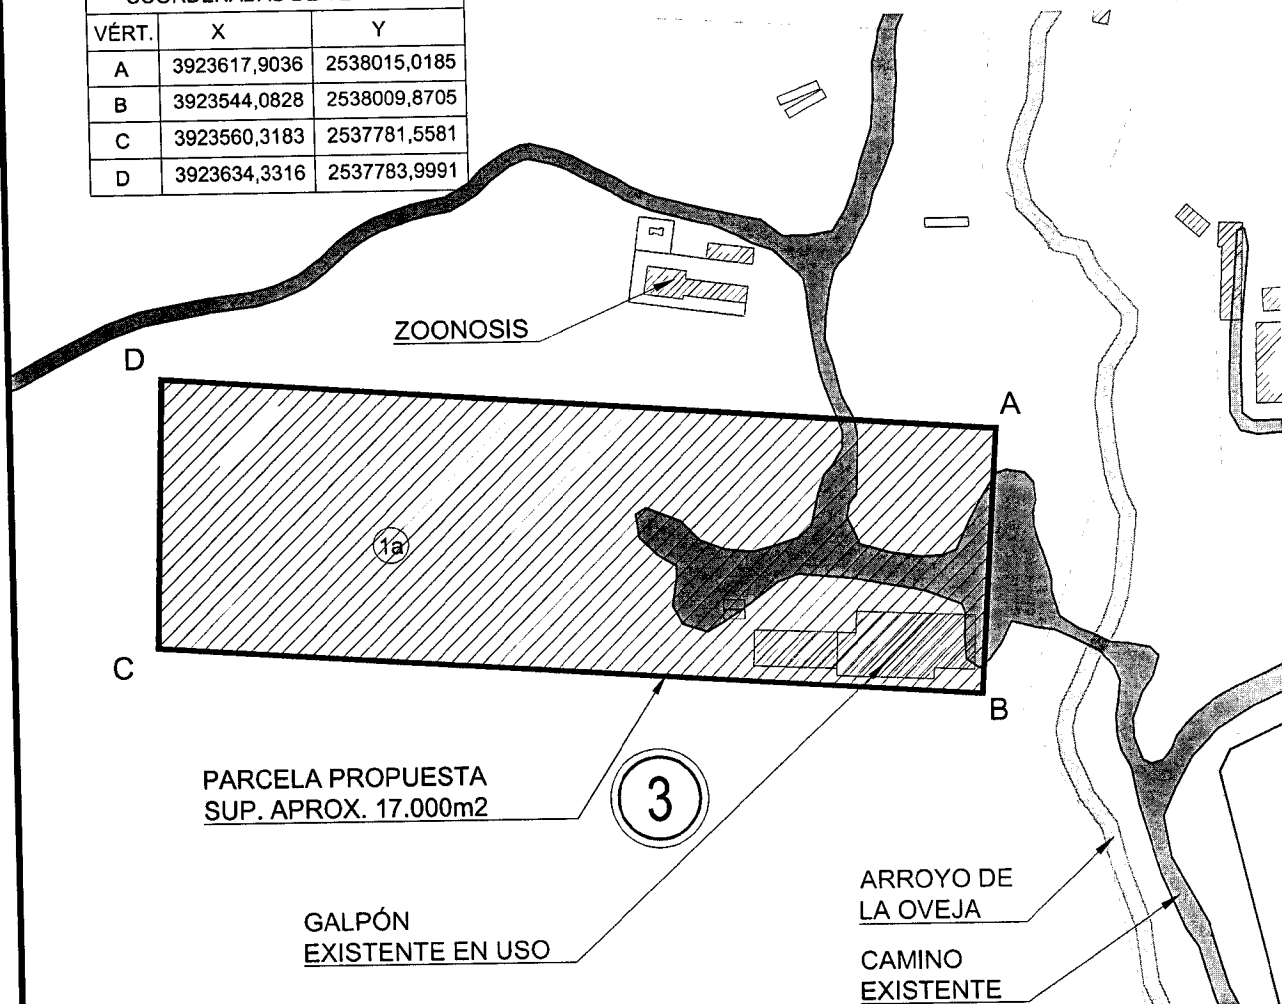 VÉRT. X Y
A 3923617,9036 2538015,0185
B 3923544,0828 2538009,8705
C 3923560,3183 2537781,5581
D 3923634,3316 2537783,9991
ZOONOSIS
D
A
1a
C
B
PARCELA PROPUESTA
SUP. APROX. 17.000m2
3
GALPÓN
EXISTENTE EN USO
ARROYO DE
LA OVEJA
CAMINO
EXISTENTE